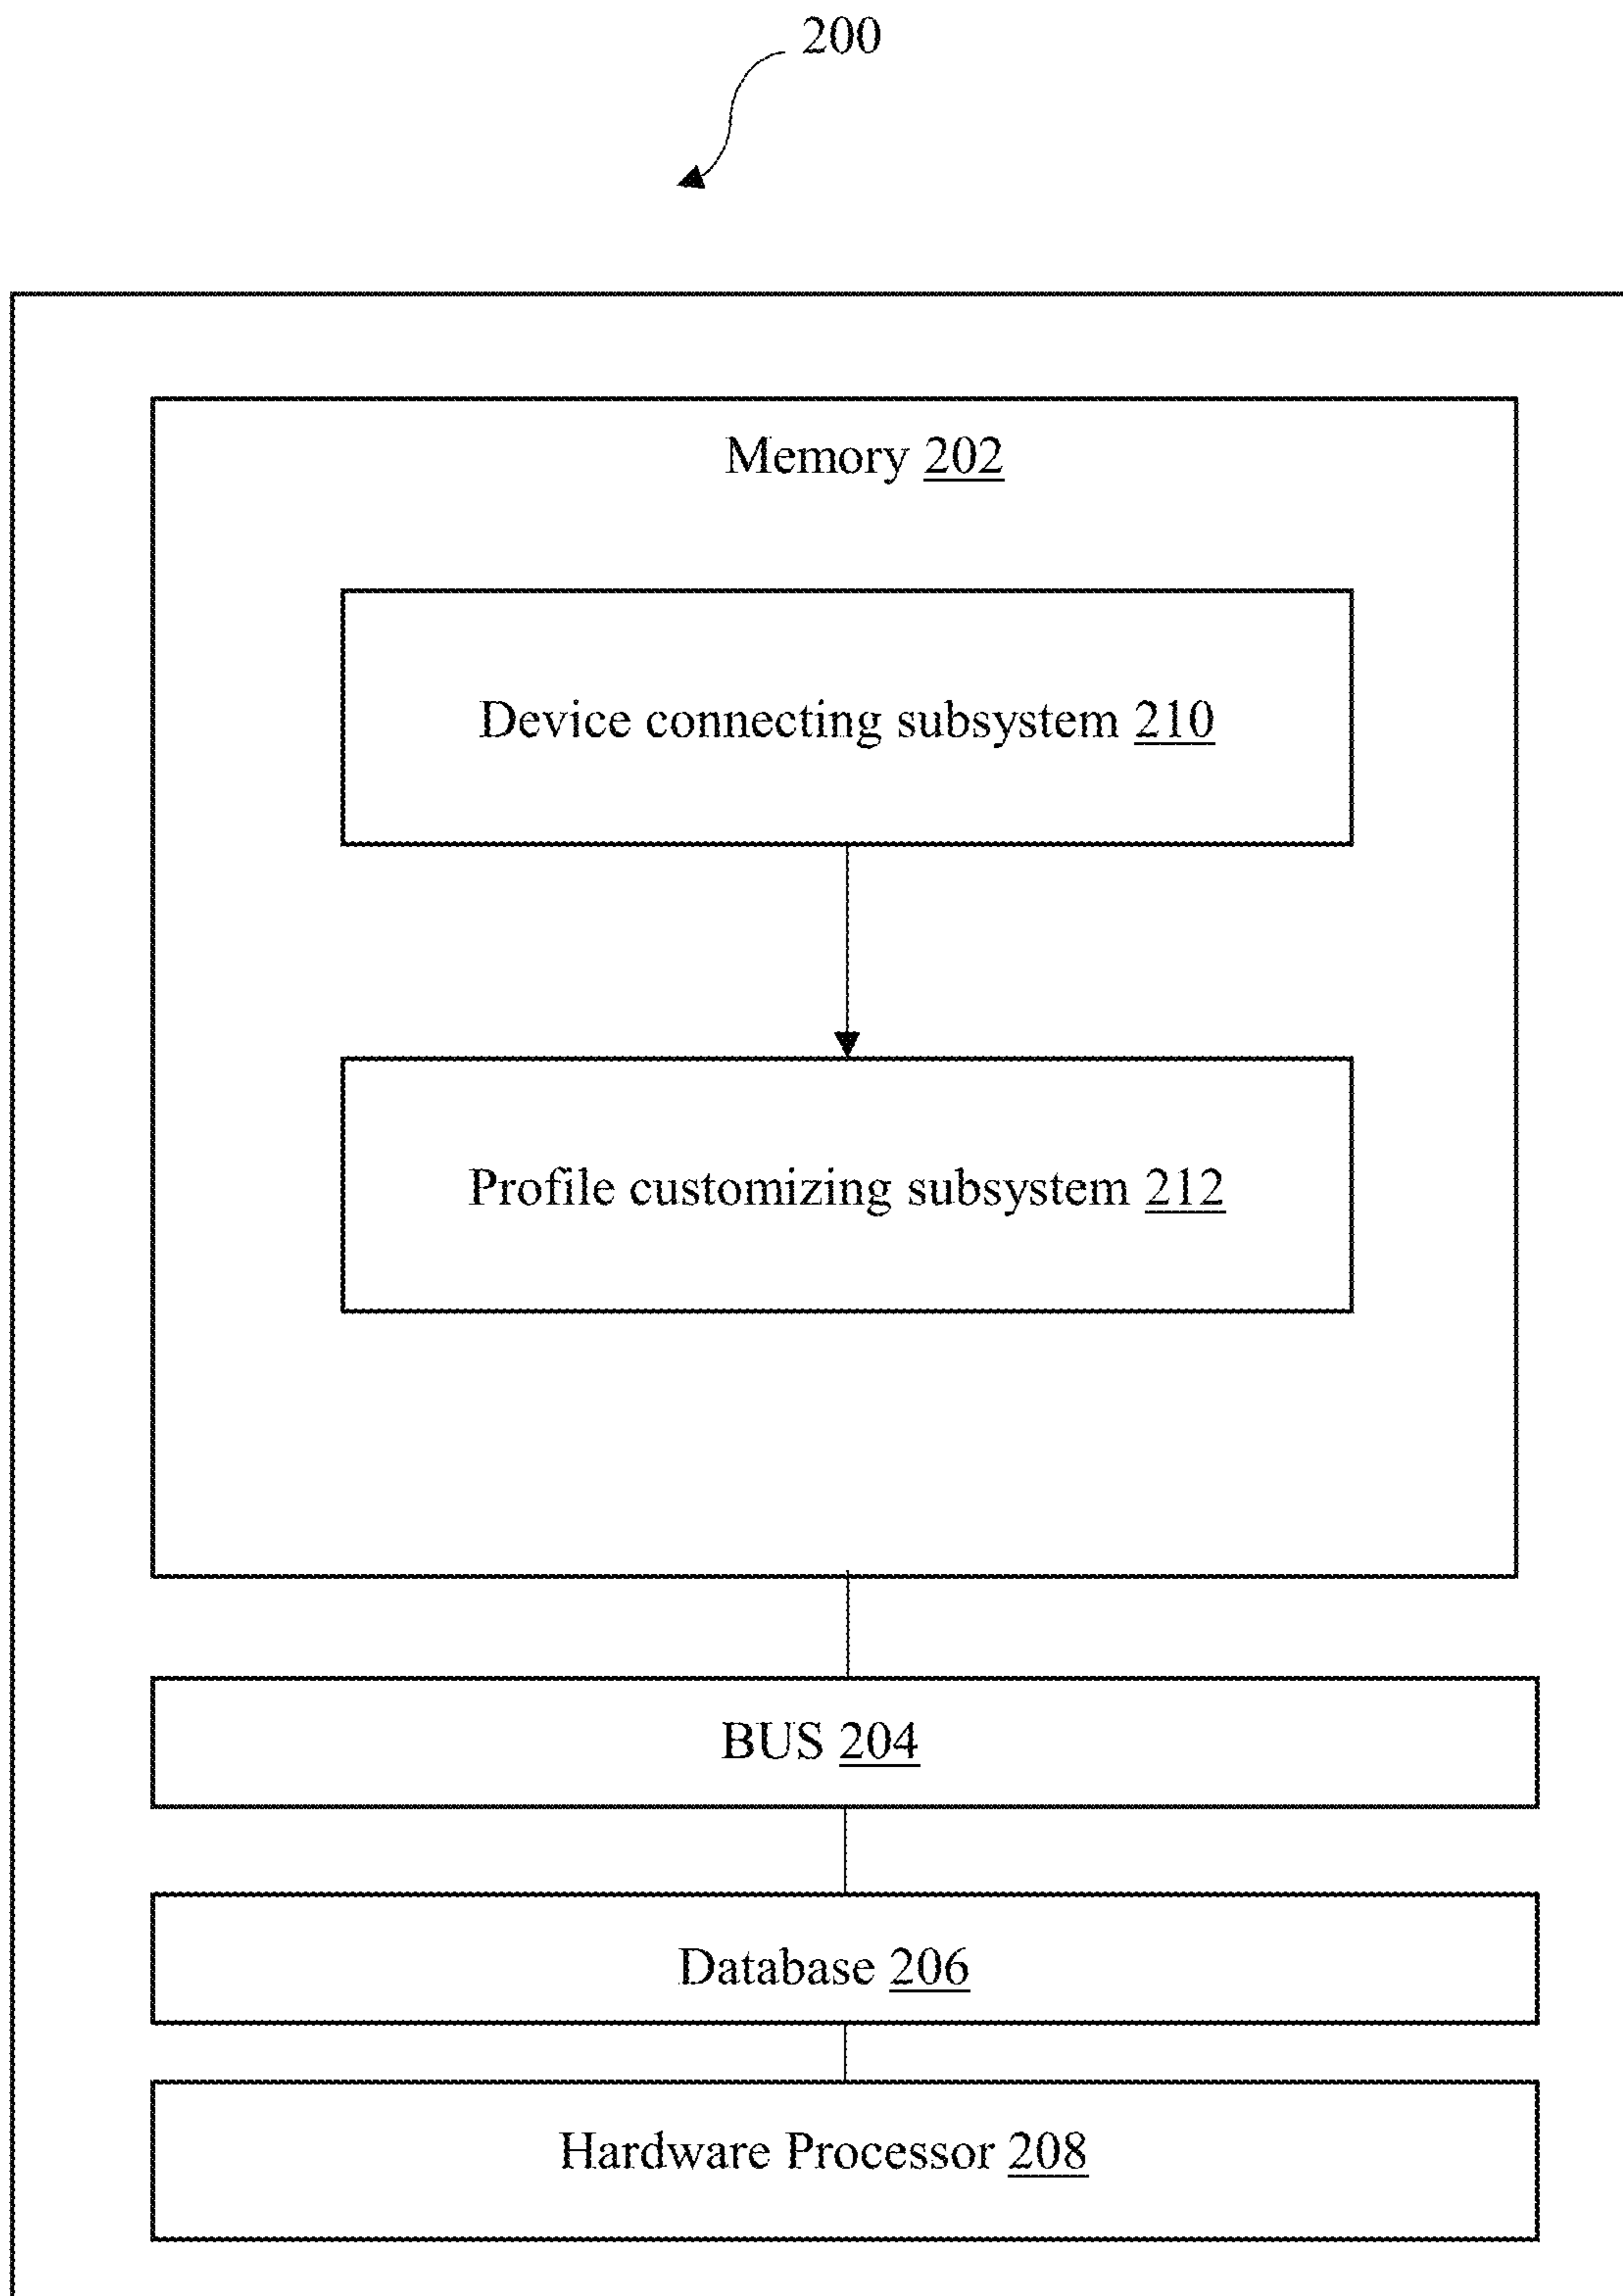 200
Memory 202
Device connecting subsystem 210
Profile customizing subsystem 212
BUS 204
Database 206
Hardware Processor 208